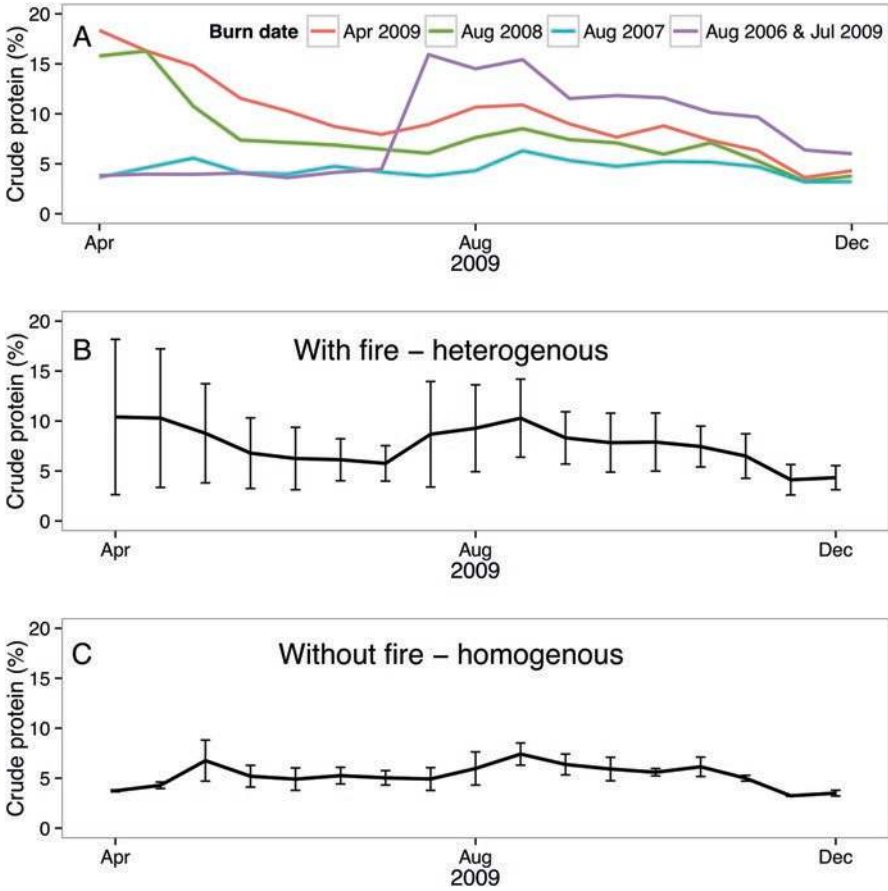 A
Burn date Apr 2009 Aug 2008 Aug 2007 Aug 2006 & Jul 2009
Crude protein (%)
20
15
10
5
0
Apr Aug Dec
2009
B
With fire – heterogenous
Crude protein (%)
20
15
10
5
0
Apr Aug Dec
2009
C
Without fire – homogenous
Crude protein (%)
20
15
10
5
0
Apr Aug Dec
2009